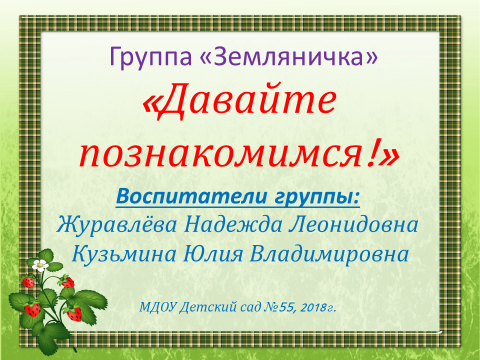 Группа «Земляничка»
«Давайте
познакомимся!»
Воспитатели группы:
Журавлёва Надежда Леонидовна
Кузьмина Юлия Владимировна
МДОУ Детский сад №55, 2018г.